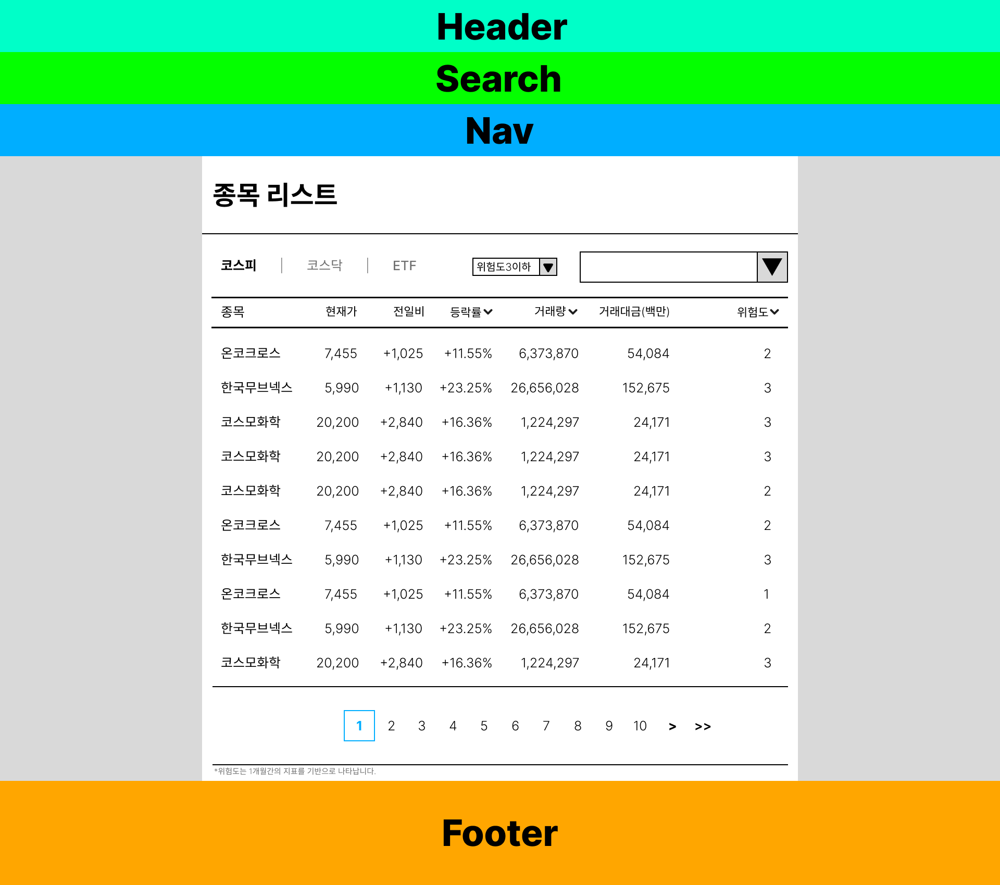 Header
Search
Nav
종목 리스트
코스피 | 코스닥 | ETF 위험도3이하
종목 현재가 전일비 등락률 거래량 거래대금(백만) 위험도
온코크로스 7,455 +1,025 +11.55% 6,373,870 54,084 2
한국무브넥스 5,990 +1,130 +23.25% 26,656,028 152,675 3
코스모화학 20,200 +2,840 +16.36% 1,224,297 24,171 3
코스모화학 20,200 +2,840 +16.36% 1,224,297 24,171 3
코스모화학 20,200 +2,840 +16.36% 1,224,297 24,171 2
온코크로스 7,455 +1,025 +11.55% 6,373,870 54,084 2
한국무브넥스 5,990 +1,130 +23.25% 26,656,028 152,675 3
온코크로스 7,455 +1,025 +11.55% 6,373,870 54,084 1
한국무브넥스 5,990 +1,130 +23.25% 26,656,028 152,675 2
코스모화학 20,200 +2,840 +16.36% 1,224,297 24,171 3
1 2 3 4 5 6 7 8 9 10 > >>
*위험도는 1개월간의 지표를 기반으로 나타납니다.
Footer